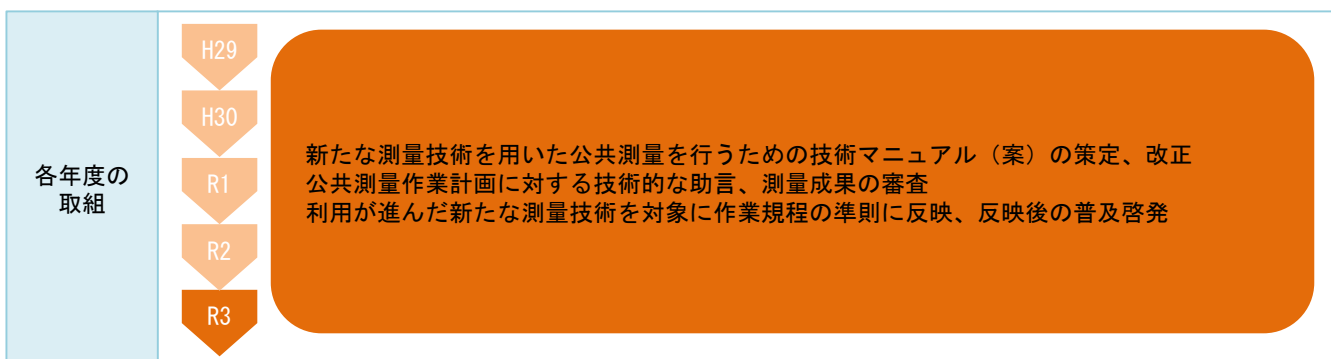 各年度の
取組
H29
H30
R1
R2
R3
新たな測量技術を用いた公共測量を行うための技術マニュアル（案）の策定、改正
公共測量作業計画に対する技術的な助言、測量成果の審査
利用が進んだ新たな測量技術を対象に作業規程の準則に反映、反映後の普及啓発